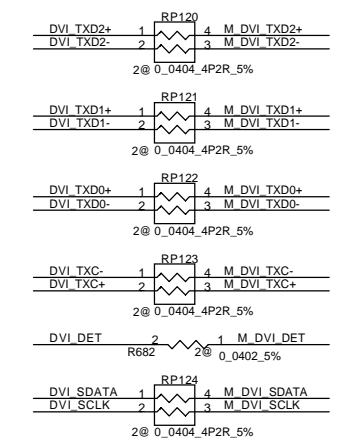 RP120
DVI_TXD2+ 1 4 M_DVI_TXD2+
DVI_TXD2- 2 3 M_DVI_TXD2-
2@ 0_0404_4P2R_5%
RP121
DVI_TXD1+ 1 4 M_DVI_TXD1+
DVI_TXD1- 2 3 M_DVI_TXD1-
2@ 0_0404_4P2R_5%
RP122
DVI_TXD0+ 1 4 M_DVI_TXD0+
DVI_TXD0- 2 3 M_DVI_TXD0-
2@ 0_0404_4P2R_5%
RP123
DVI_TXC- 1 4 M_DVI_TXC-
DVI_TXC+ 2 3 M_DVI_TXC+
2@ 0_0404_4P2R_5%
DVI_DET 2 1 M_DVI_DET
R682 2@ 0_0402_5%
RP124
DVI_SDATA 1 4 M_DVI_SDATA
DVI_SCLK 2 3 M_DVI_SCLK
2@ 0_0404_4P2R_5%